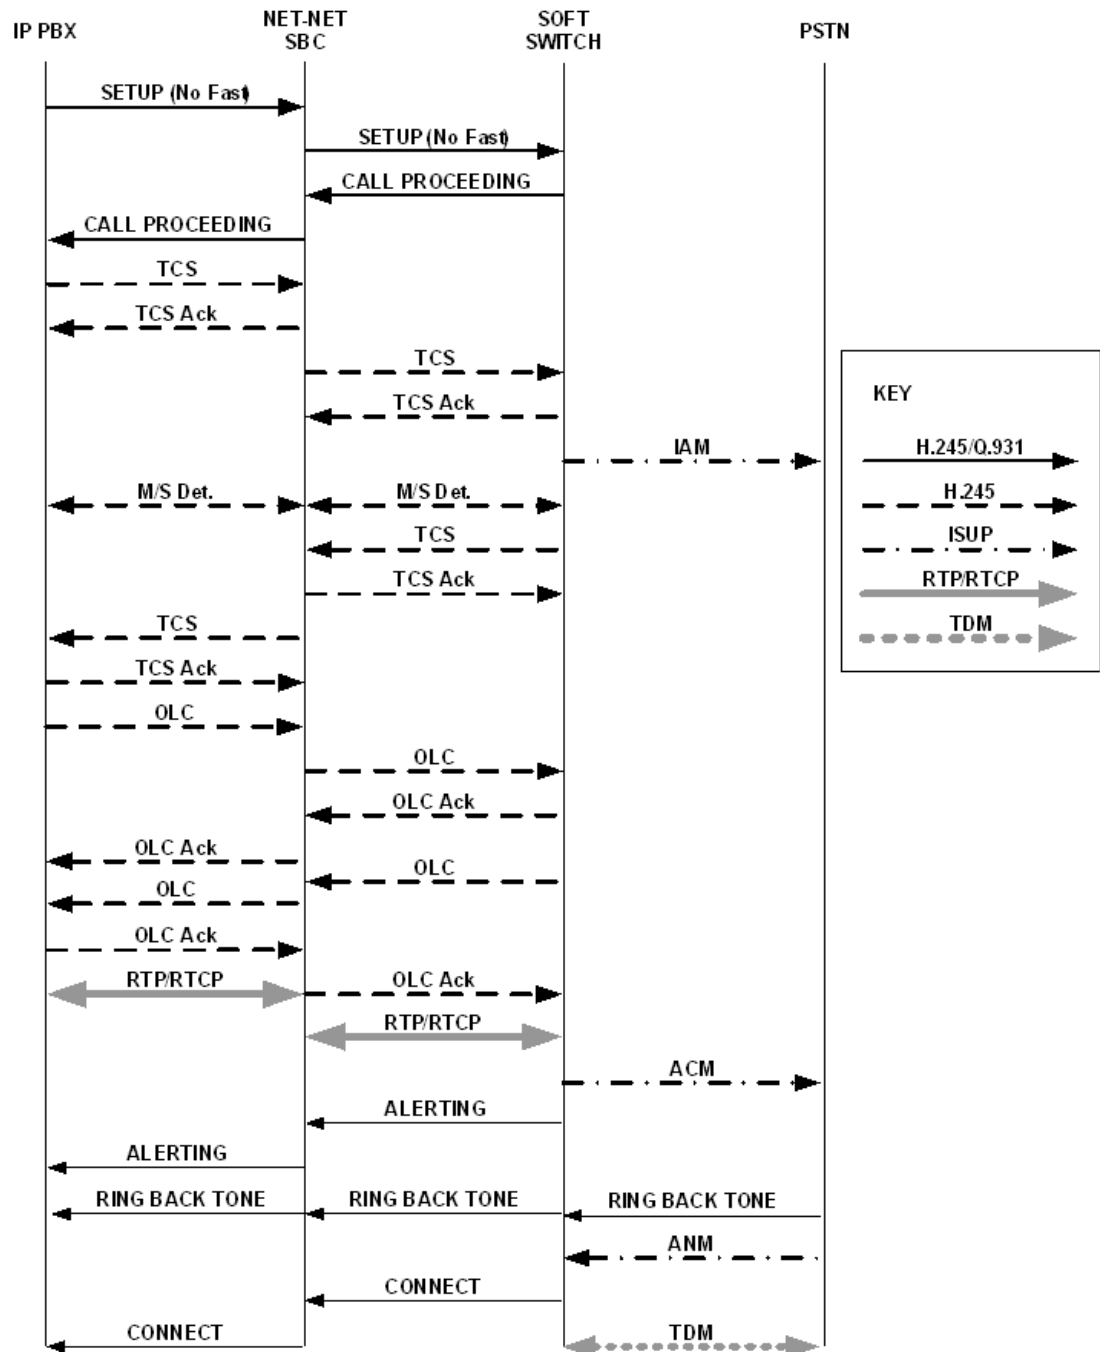 IP PBX
NET-NET
SBC
SOFT
SWITCH
PSTN
SETUP (No Fast)
SETUP (No Fast)
CALL PROCEEDING
CALL PROCEEDING
TCS
TCS Ack
TCS
TCS Ack
IAM
M/S Det.
M/S Det.
TCS
TCS Ack
TCS
TCS Ack
OLC
OLC
OLC Ack
OLC Ack
OLC
OLC
OLC Ack
RTP/RTCP
OLC Ack
RTP/RTCP
ACM
ALERTING
ALERTING
RING BACK TONE
RING BACK TONE
RING BACK TONE
ANM
CONNECT
CONNECT
TDM
KEY
H.245/Q.931
H.245
ISUP
RTP/RTCP
TDM